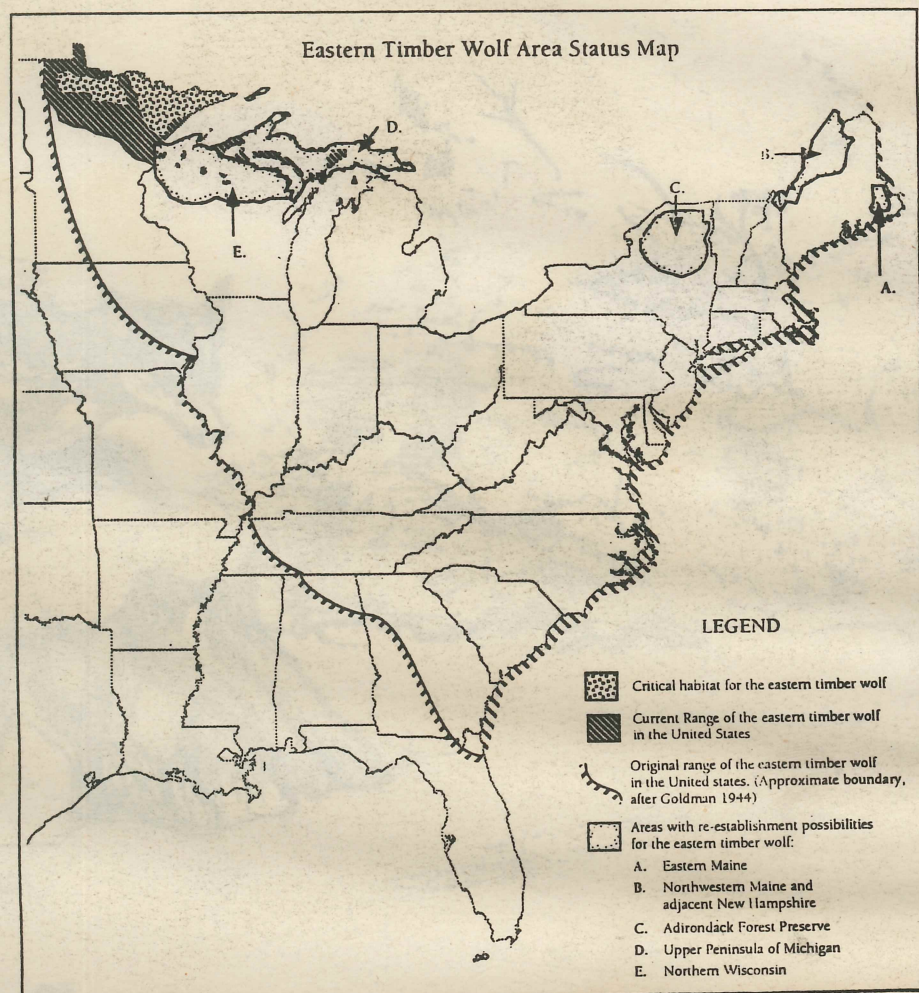 Eastern Timber Wolf Area Status Map
D.
B.
C.
E.
A.
LEGEND
Critical habitat for the eastern timber wolf
Current Range of the eastern timber wolf
in the United States
Original range of the eastern timber wolf
in the United states. (Approximate boundary,
after Goldman 1944)
Areas with re-establishment possibilities
for the eastern timber wolf:
A. Eastern Maine
B. Northwestern Maine and
adjacent New Hampshire
C. Adirondack Forest Preserve
D. Upper Peninsula of Michigan
E. Northern Wisconsin